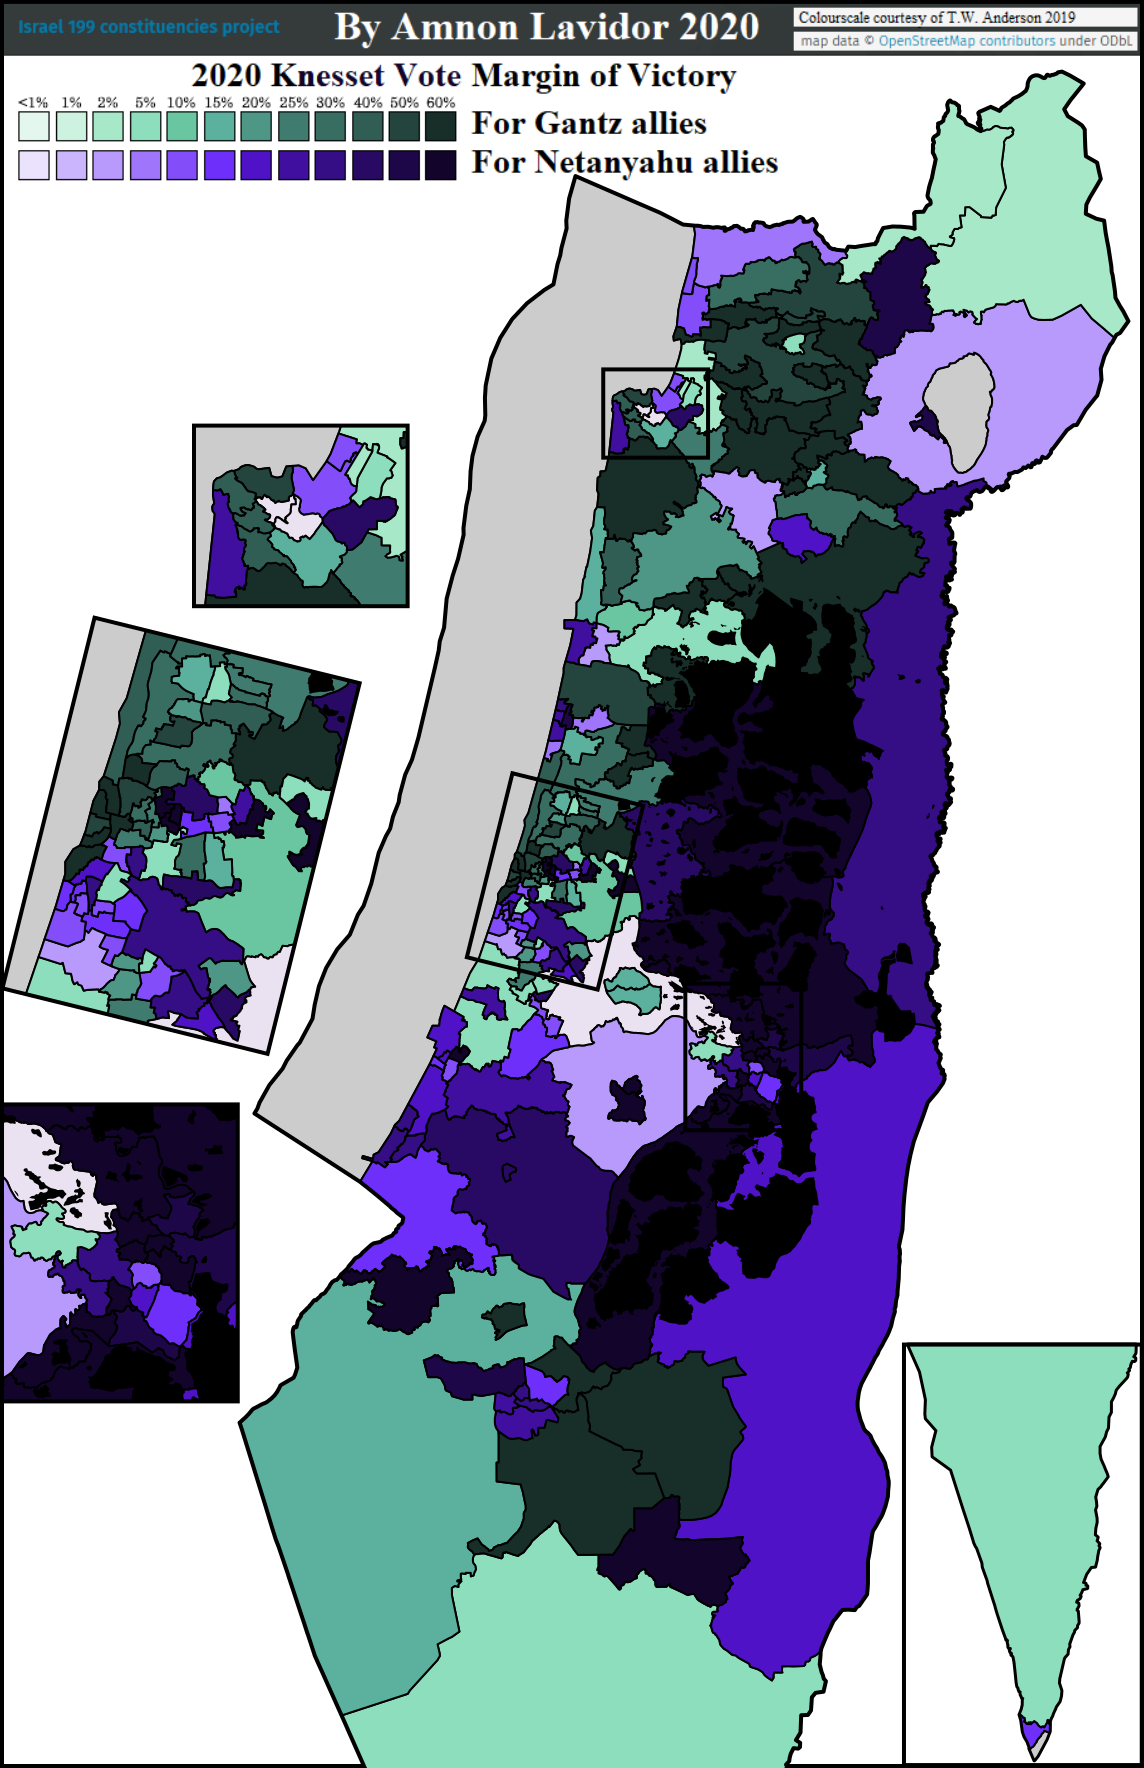 Israel 199 constituencies project
By Amnon Lavidor 2020
Colourscale courtesy of T.W. Anderson 2019
map data © OpenStreetMap contributors under ODbL
2020 Knesset Vote Margin of Victory
<1% 1% 2% 5% 10% 15% 20% 25% 30% 40% 50% 60%
For Gantz allies
For Netanyahu allies